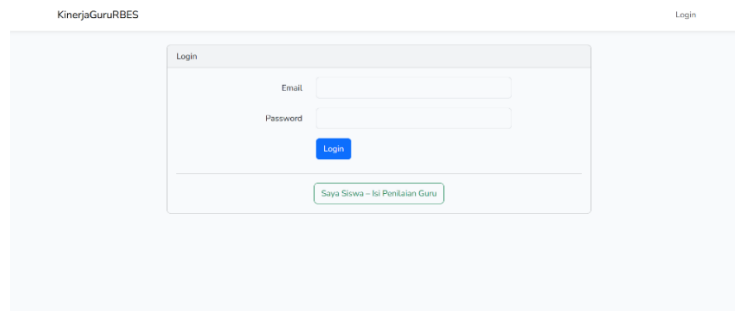 KinerjaGuruRBES Login
Login
Email
Password
Login
Saya Siswa – Isi Penilaian Guru